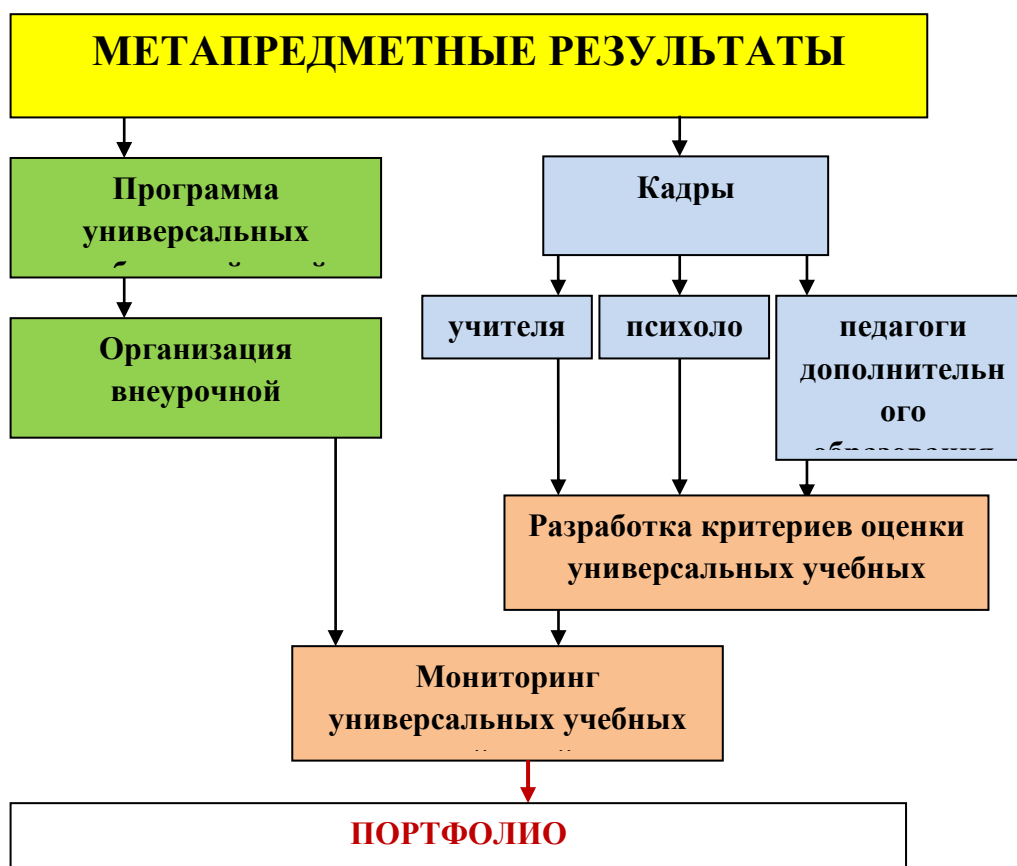 МЕТАПРЕДМЕТНЫЕ РЕЗУЛЬТАТЫ
Программа
универсальных
Кадры
Организация
внеурочной
учителя
психоло
педагоги
дополнительн
ого
образования
Разработка критериев оценки
универсальных учебных
Мониторинг
универсальных учебных
ПОРТФОЛИО